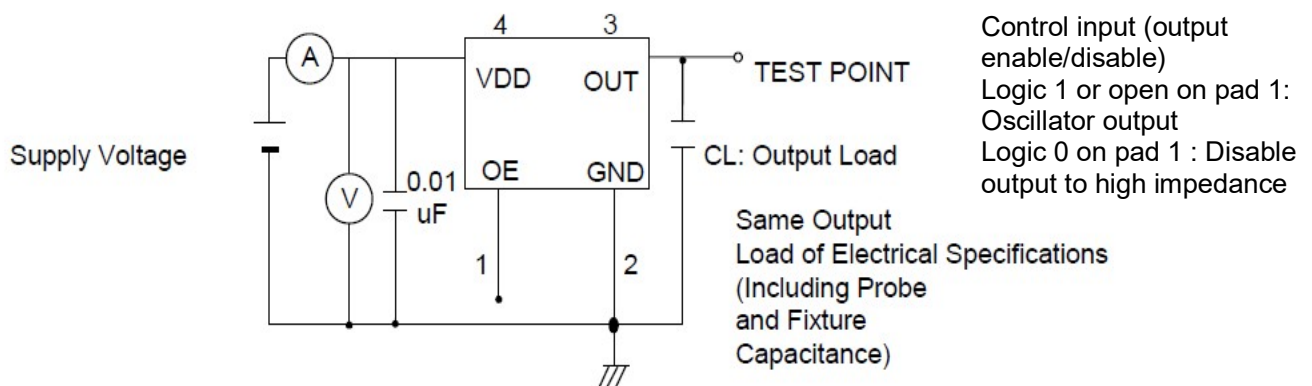 4
3
A
VDD
OUT
TEST POINT
Supply Voltage
V
0.01
uF
OE
GND
CL: Output Load
1
2
Same Output
Load of Electrical Specifications
(Including Probe
and Fixture
Capacitance)
Control input (output
enable/disable)
Logic 1 or open on pad 1:
Oscillator output
Logic 0 on pad 1 : Disable
output to high impedance